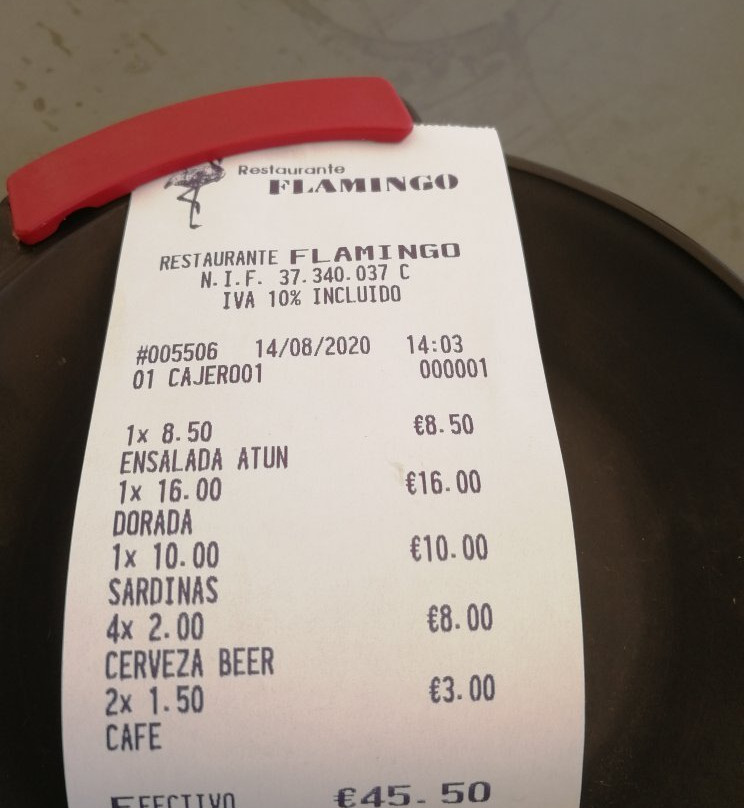 Restaurante
FLAMINGO
RESTAURANTE FLAMINGO
N.I.F. 37.340.037 C
IVA 10% INCLUIDO
#005506 14/08/2020 14:03
01 CAJERO01 000001
1x 8.50 €8.50
ENSALADA ATUN
1x 16.00 €16.00
DORADA
1x 10.00 €10.00
SARDINAS
4x 2.00 €8.00
CERVEZA BEER
2x 1.50 €3.00
CAFE
EFECTIVO €45.50